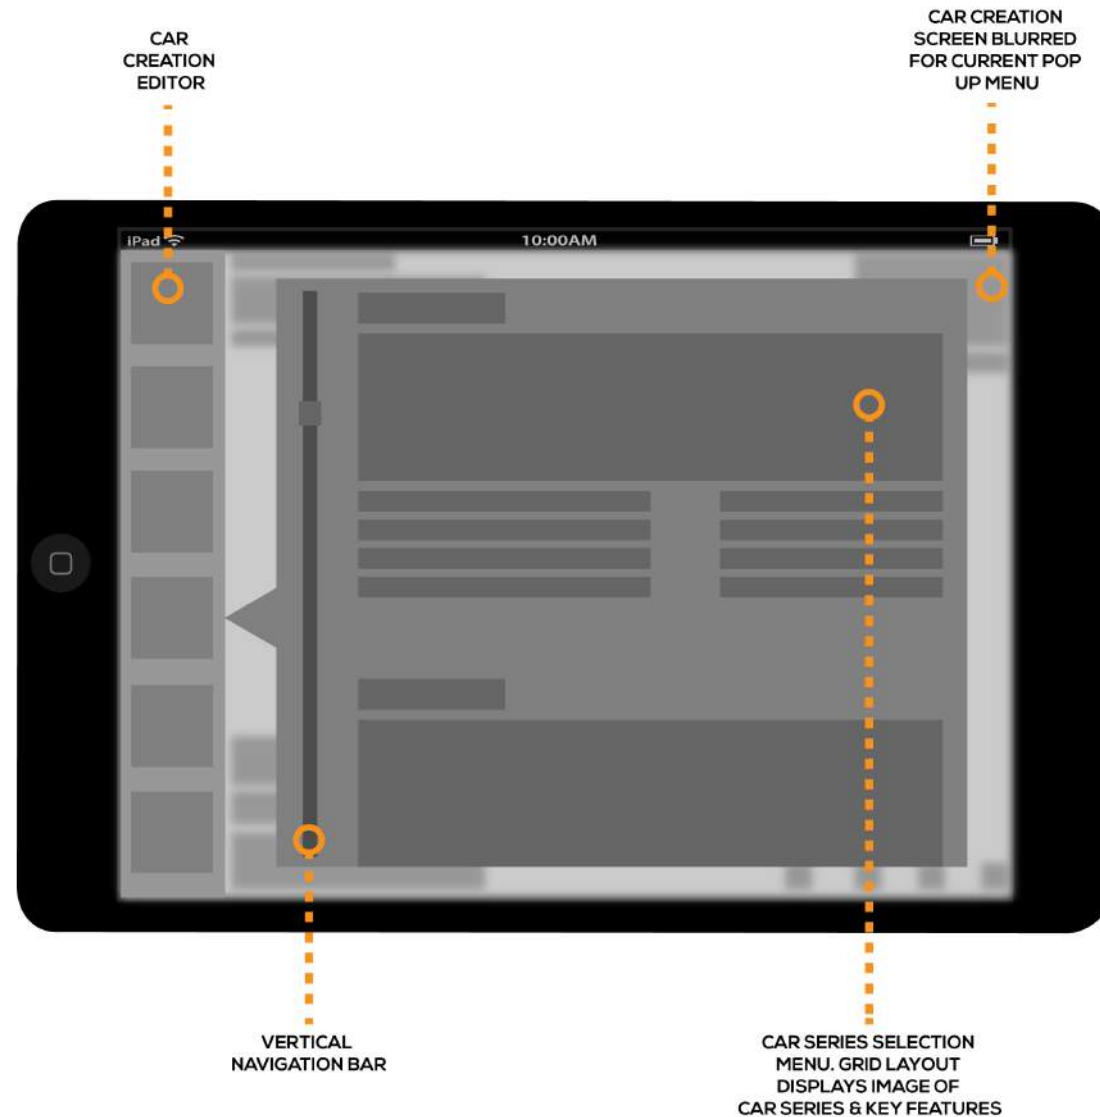 CAR
CREATION
EDITOR
CAR CREATION
SCREEN BLURRED
FOR CURRENT POP
UP MENU
iPad
10:00AM
VERTICAL
NAVIGATION BAR
CAR SERIES SELECTION
MENU. GRID LAYOUT
DISPLAYS IMAGE OF
CAR SERIES & KEY FEATURES